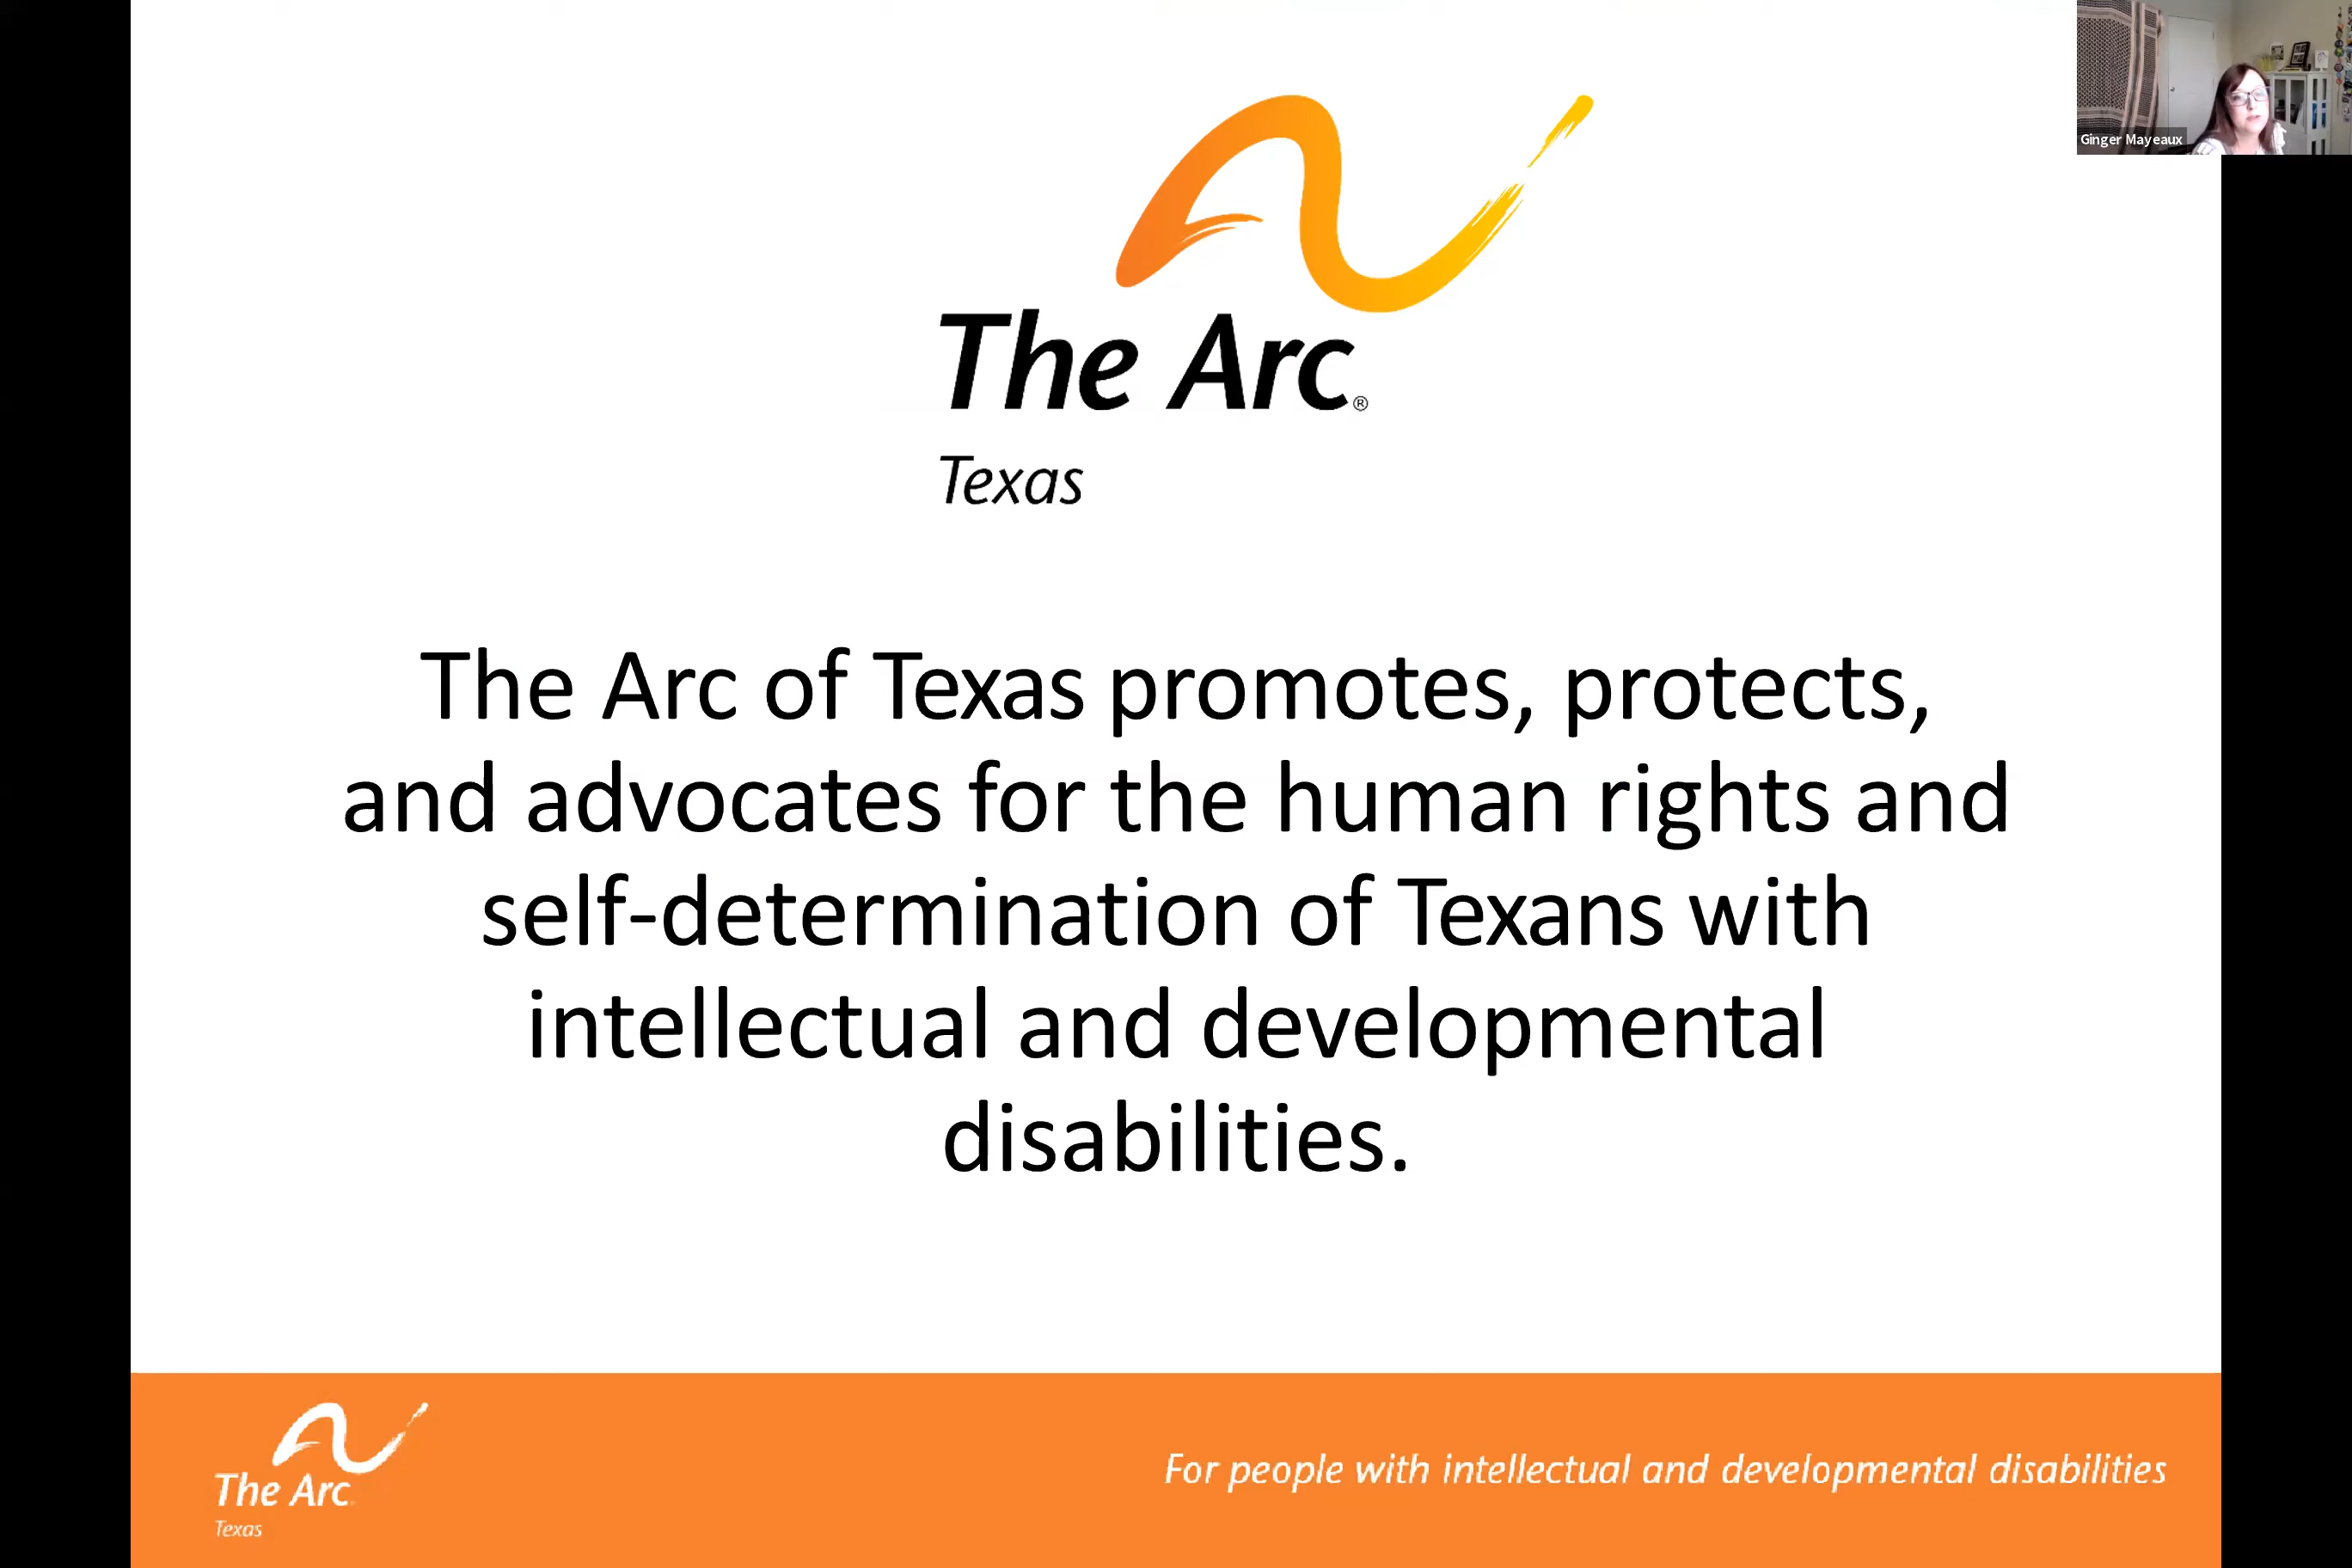 Ginger Mayeaux
The Arc®
Texas
The Arc of Texas promotes, protects,
and advocates for the human rights and
self-determination of Texans with
intellectual and developmental
disabilities.
The Arc
Texas
For people with intellectual and developmental disabilities